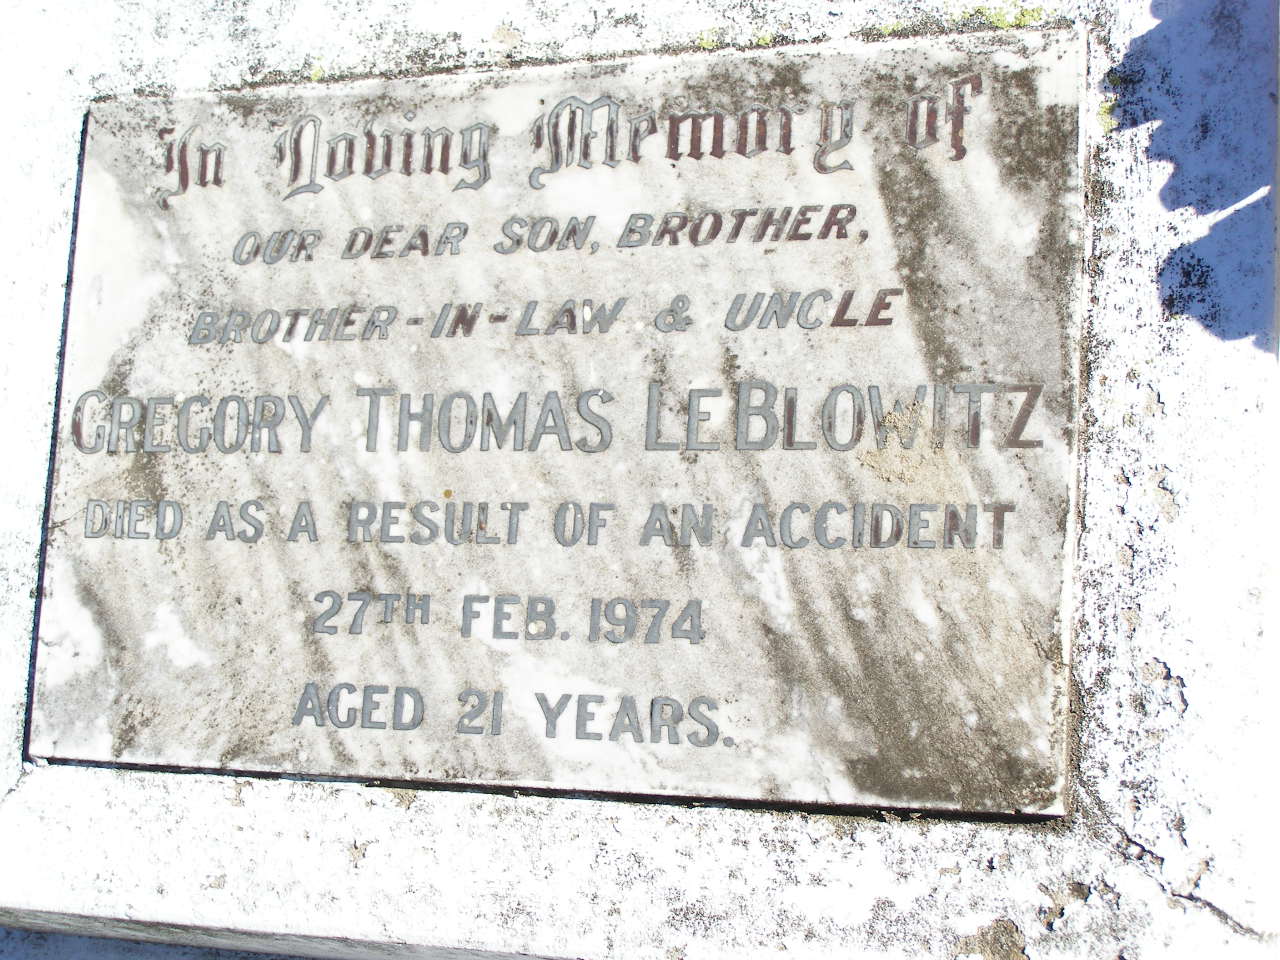 In Loving Memory of
OUR DEAR SON, BROTHER,
BROTHER-IN-LAW & UNCLE
GREGORY THOMAS LEBLOWITZ
DIED AS A RESULT OF AN ACCIDENT
27TH FEB. 1974
AGED 21 YEARS.